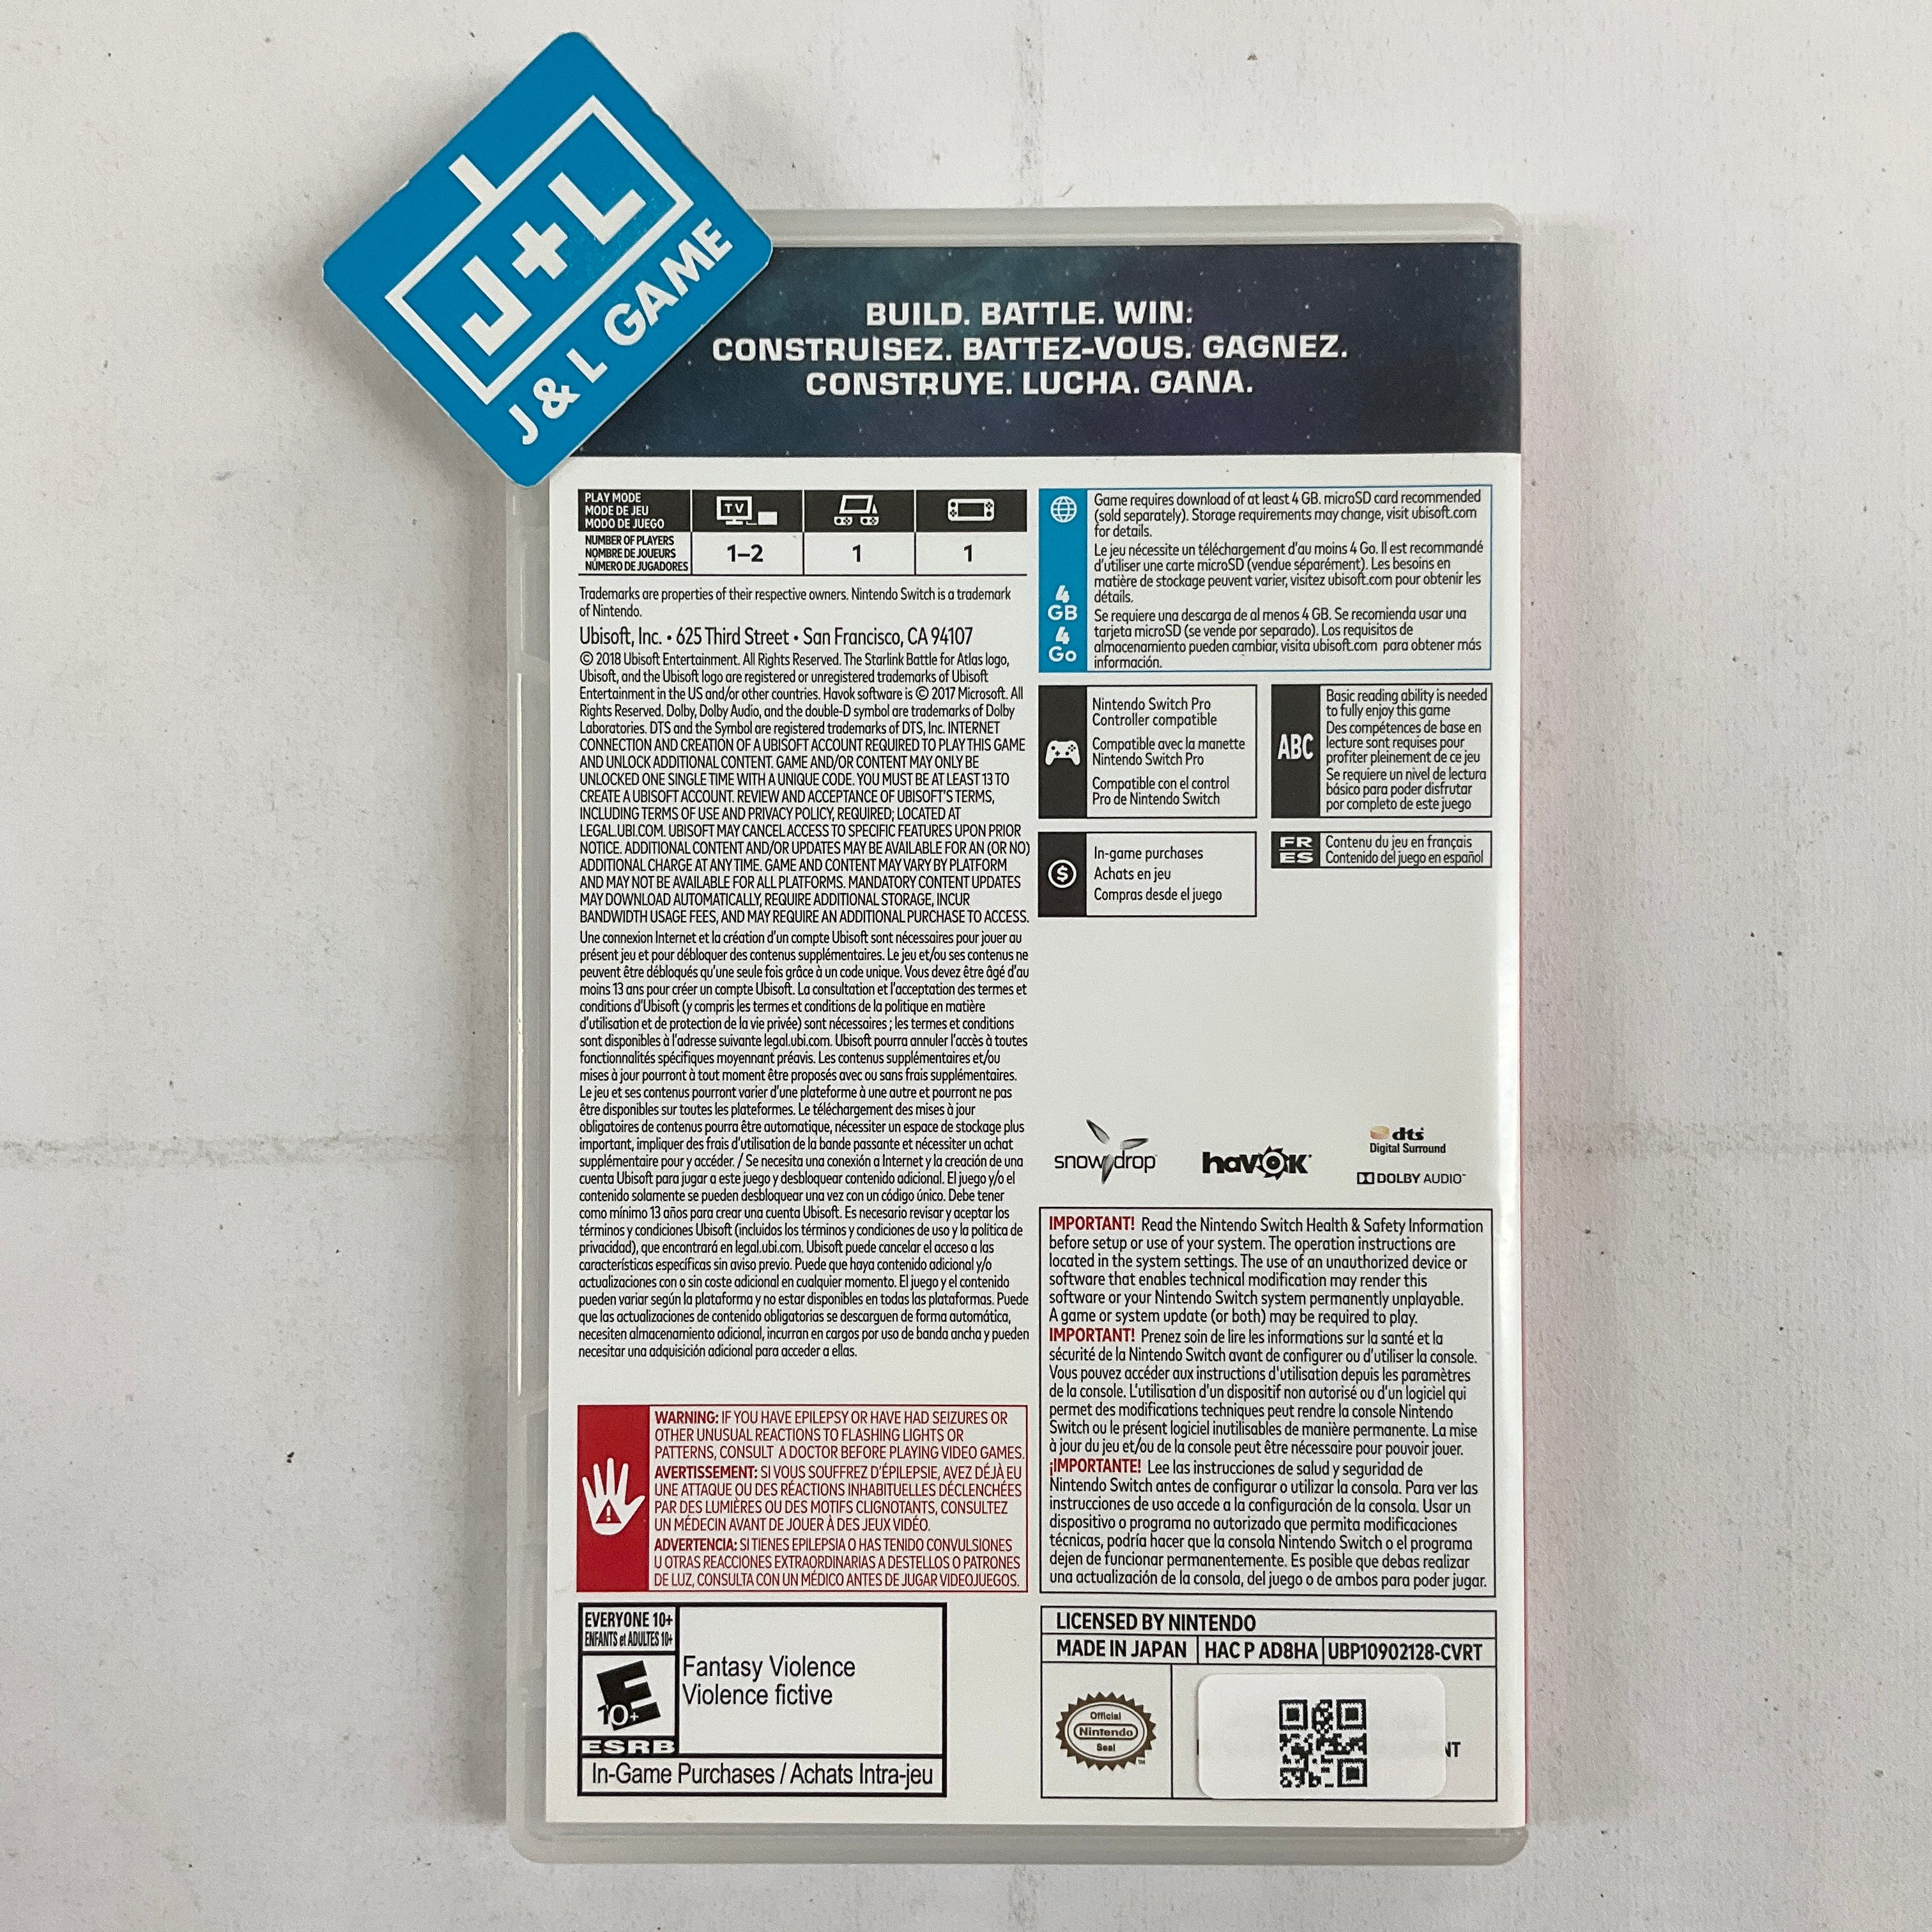 J+L
J & L GAME
BUILD. BATTLE. WIN.
CONSTRUISEZ. BATTEZ-VOUS. GAGNEZ.
CONSTRUYE. LUCHA. GANA.
PLAY MODE
MODE DE JEU
MODO DE JUEGO
TV
NUMBER OF PLAYERS
NOMBRE DE JOUEURS
NÚMERO DE JUGADORES
1–2
1
1
Trademarks are properties of their respective owners. Nintendo Switch is a trademark
of Nintendo.
Ubisoft, Inc. • 625 Third Street • San Francisco, CA 94107
© 2018 Ubisoft Entertainment. All Rights Reserved. The Starlink Battle for Atlas logo,
Ubisoft, and the Ubisoft logo are registered or unregistered trademarks of Ubisoft
Entertainment in the US and/or other countries. Havok software is © 2017 Microsoft. All
Rights Reserved. Dolby, Dolby Audio, and the double-D symbol are trademarks of Dolby
Laboratories. DTS and the Symbol are registered trademarks of DTS, Inc. INTERNET
CONNECTION AND CREATION OF A UBISOFT ACCOUNT REQUIRED TO PLAY THIS GAME
AND UNLOCK ADDITIONAL CONTENT. GAME AND/OR CONTENT MAY ONLY BE
UNLOCKED ONE SINGLE TIME WITH A UNIQUE CODE. YOU MUST BE AT LEAST 13 TO
CREATE A UBISOFT ACCOUNT. REVIEW AND ACCEPTANCE OF UBISOFT'S TERMS,
INCLUDING TERMS OF USE AND PRIVACY POLICY, REQUIRED; LOCATED AT
LEGAL.UBI.COM. UBISOFT MAY CANCEL ACCESS TO SPECIFIC FEATURES UPON PRIOR
NOTICE. ADDITIONAL CONTENT AND/OR UPDATES MAY BE AVAILABLE FOR AN (OR NO)
ADDITIONAL CHARGE AT ANY TIME. GAME AND CONTENT MAY VARY BY PLATFORM
AND MAY NOT BE AVAILABLE FOR ALL PLATFORMS. MANDATORY CONTENT UPDATES
MAY DOWNLOAD AUTOMATICALLY, REQUIRE ADDITIONAL STORAGE, INCUR
BANDWIDTH USAGE FEES, AND MAY REQUIRE AN ADDITIONAL PURCHASE TO ACCESS.
Une connexion Internet et la création d'un compte Ubisoft sont nécessaires pour jouer au
présent jeu et pour débloquer des contenus supplémentaires. Le jeu et/ou ses contenus ne
peuvent être débloqués qu'une seule fois grâce à un code unique. Vous devez être âgé d'au
moins 13 ans pour créer un compte Ubisoft. La consultation et l'acceptation des termes et
conditions d'Ubisoft (y compris les termes et conditions de la politique en matière
d'utilisation et de protection de la vie privée) sont nécessaires ; les termes et conditions
sont disponibles à l'adresse suivante legal.ubi.com. Ubisoft pourra annuler l'accès à toutes
fonctionnalités spécifiques moyennant préavis. Les contenus supplémentaires et/ou
mises à jour pourront à tout moment être proposés avec ou sans frais supplémentaires.
Le jeu et ses contenus pourront varier d'une plateforme à une autre et pourront ne pas
être disponibles sur toutes les plateformes. Le téléchargement des mises à jour
obligatoires de contenus pourra être automatique, nécessiter un espace de stockage plus
important, impliquer des frais d'utilisation de la bande passante et nécessiter un achat
supplémentaire pour y accéder. / Se necesita una conexión a Internet y la creación de una
cuenta Ubisoft para jugar a este juego y desbloquear contenido adicional. El juego y/o el
contenido solamente se pueden desbloquear una vez con un código único. Debe tener
como mínimo 13 años para crear una cuenta Ubisoft. Es necesario revisar y aceptar los
términos y condiciones Ubisoft (incluidos los términos y condiciones de uso y la política de
privacidad), que encontrará en legal.ubi.com. Ubisoft puede cancelar el acceso a las
características específicas sin aviso previo. Puede que haya contenido adicional y/o
actualizaciones con o sin coste adicional en cualquier momento. El juego y el contenido
pueden variar según la plataforma y no estar disponibles en todas las plataformas. Puede
que las actualizaciones de contenido obligatorias se descarguen de forma automática,
necesiten almacenamiento adicional, incurran en cargos por uso de banda ancha y pueden
necesitar una adquisición adicional para acceder a ellas.
WARNING: IF YOU HAVE EPILEPSY OR HAVE HAD SEIZURES OR
OTHER UNUSUAL REACTIONS TO FLASHING LIGHTS OR
PATTERNS, CONSULT A DOCTOR BEFORE PLAYING VIDEO GAMES.
AVERTISSEMENT: SI VOUS SOUFFREZ D'ÉPILEPSIE, AVEZ DÉJÀ EU
UNE ATTAQUE OU DES RÉACTIONS INHABITUELLES DÉCLENCHÉES
PAR DES LUMIÈRES OU DES MOTIFS CLIGNOTANTS, CONSULTEZ
UN MÉDECIN AVANT DE JOUER À DES JEUX VIDÉO.
ADVERTENCIA: SI TIENES EPILEPSIA O HAS TENIDO CONVULSIONES
U OTRAS REACCIONES EXTRAORDINARIAS A DESTELLOS O PATRONES
DE LUZ, CONSULTA CON UN MÉDICO ANTES DE JUGAR VIDEOJUEGOS.
EVERYONE 10+
ENFANTS et ADULTES 10+
E
10+
ESRB
Fantasy Violence
Violence fictive
In-Game Purchases / Achats Intra-jeu
4
GB
4
Go
Game requires download of at least 4 GB. microSD card recommended
(sold separately). Storage requirements may change, visit ubisoft.com
for details.
Le jeu nécessite un téléchargement d'au moins 4 Go. Il est recommandé
d'utiliser une carte microSD (vendue séparément). Les besoins en
matière de stockage peuvent varier, visitez ubisoft.com pour obtenir les
détails.
Se requiere una descarga de al menos 4 GB. Se recomienda usar una
tarjeta microSD (se vende por separado). Los requisitos de
almacenamiento pueden cambiar, visita ubisoft.com para obtener más
información.
Nintendo Switch Pro
Controller compatible
Compatible avec la manette
Nintendo Switch Pro
Compatible con el control
Pro de Nintendo Switch
ABC
Basic reading ability is needed
to fully enjoy this game
Des compétences de base en
lecture sont requises pour
profiter pleinement de ce jeu
Se requiere un nivel de lectura
básico para poder disfrutar
por completo de este juego
$
In-game purchases
Achats en jeu
Compras desde el juego
FR
ES
Contenu du jeu en français
Contenido del juego en español
snowdrop
havok
dts
Digital Surround
DOLBY AUDIO™
IMPORTANT! Read the Nintendo Switch Health & Safety Information
before setup or use of your system. The operation instructions are
located in the system settings. The use of an unauthorized device or
software that enables technical modification may render this
software or your Nintendo Switch system permanently unplayable.
A game or system update (or both) may be required to play.
IMPORTANT! Prenez soin de lire les informations sur la santé et la
sécurité de la Nintendo Switch avant de configurer ou d'utiliser la console.
Vous pouvez accéder aux instructions d'utilisation depuis les paramètres
de la console. L'utilisation d'un dispositif non autorisé ou d'un logiciel qui
permet des modifications techniques peut rendre la console Nintendo
Switch ou le présent logiciel inutilisables de manière permanente. La mise
à jour du jeu et/ou de la console peut être nécessaire pour pouvoir jouer.
¡IMPORTANTE! Lee las instrucciones de salud y seguridad de
Nintendo Switch antes de configurar o utilizar la consola. Para ver las
instrucciones de uso accede a la configuración de la consola. Usar un
dispositivo o programa no autorizado que permita modificaciones
técnicas, podría hacer que la consola Nintendo Switch o el programa
dejen de funcionar permanentemente. Es posible que debas realizar
una actualización de la consola, del juego o de ambos para poder jugar.
LICENSED BY NINTENDO
MADE IN JAPAN
HAC P AD8HA
UBP10902128-CVRT
Official
Nintendo
Seal
™
NT